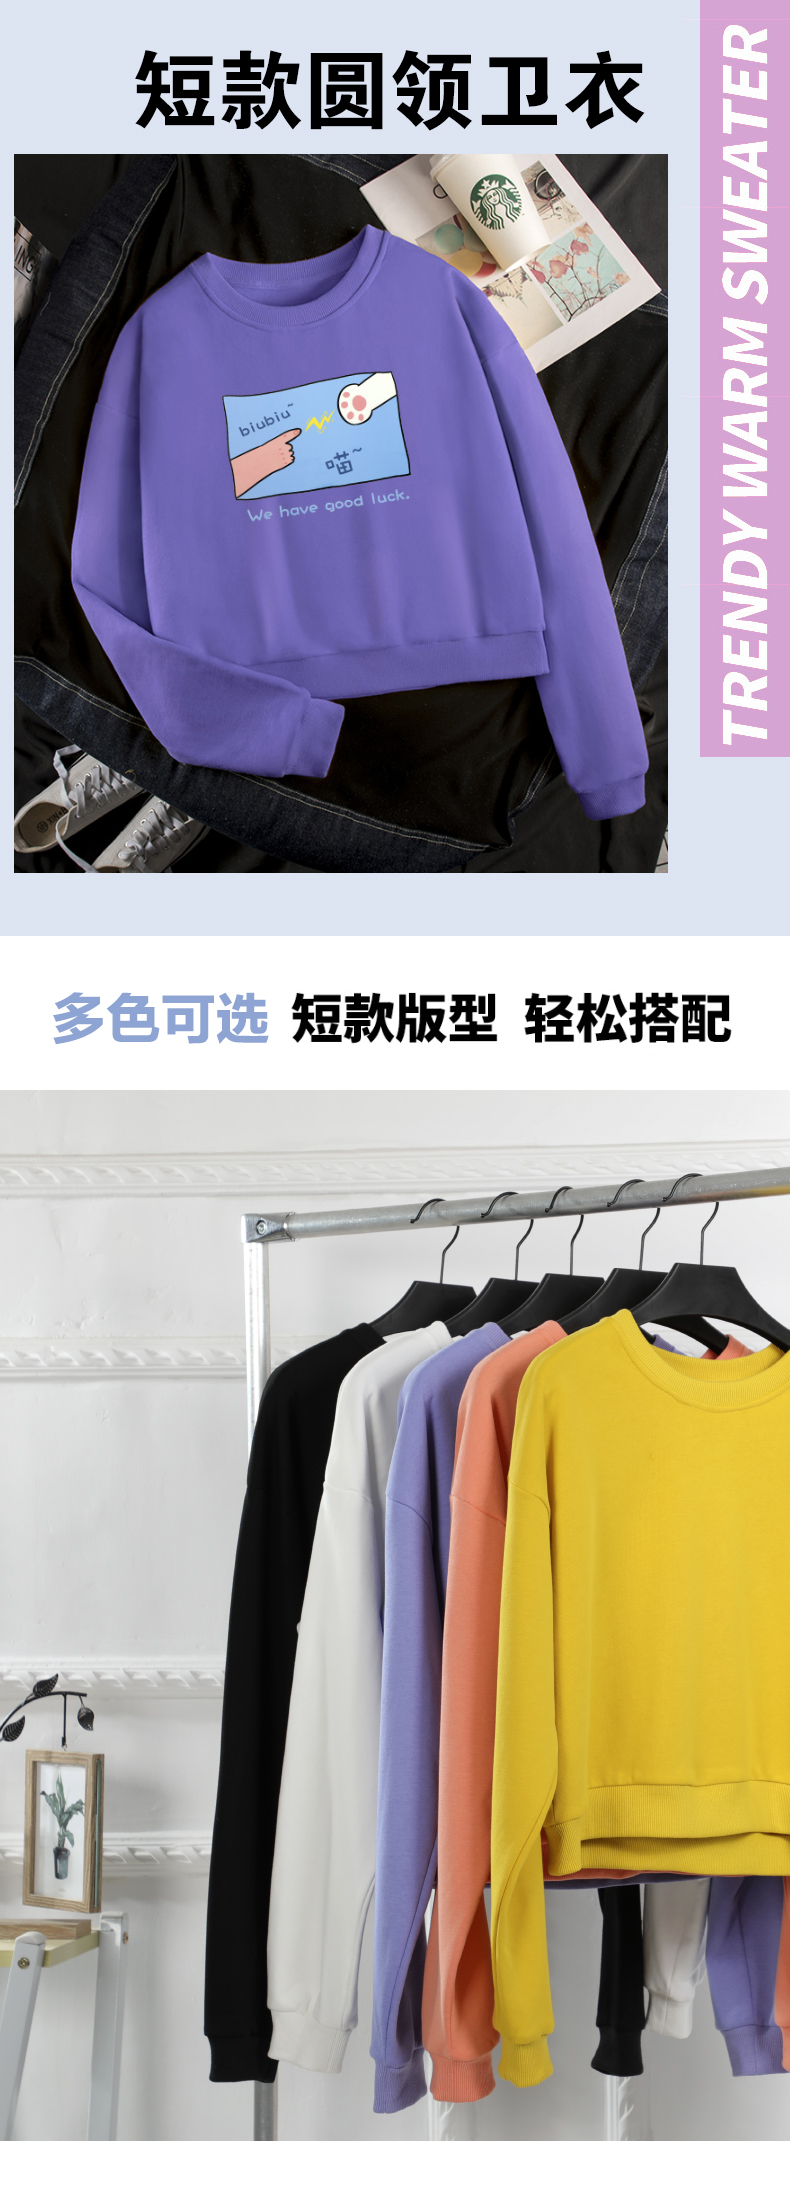 短款圆领卫衣
TRENDY WARM SWEATER
biubiu~
喵~
We have good luck.
多色可选 短款版型 轻松搭配